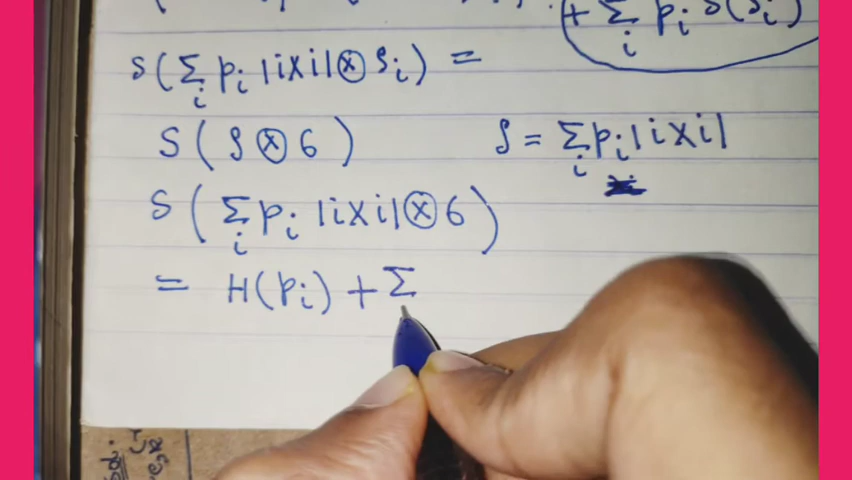 + Σ_i p_i S(ρ_i)
S(Σ_i p_i |i⟩⟨i| ⊗ ρ_i) =
S(ρ ⊗ σ) ρ = Σ_i p_i |i⟩⟨i|
S(Σ_i p_i |i⟩⟨i| ⊗ σ)
= H(p_i) + Σ